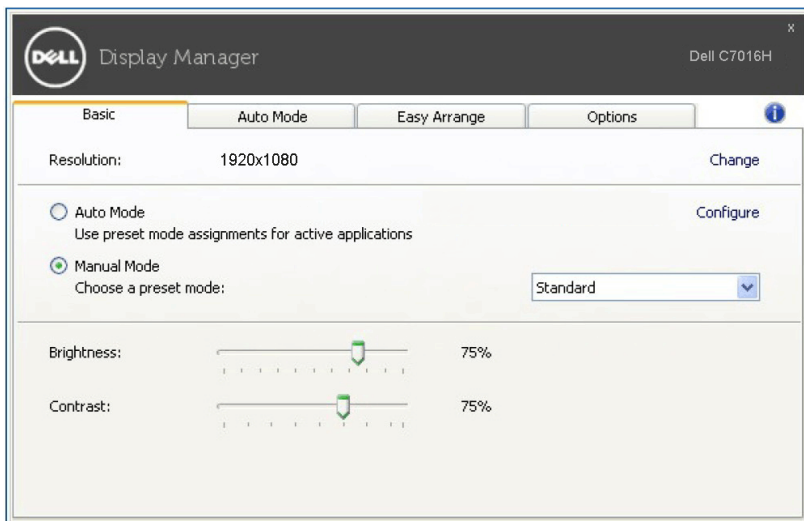 x
DELL Display Manager Dell C7016H
Basic Auto Mode Easy Arrange Options i
Resolution: 1920x1080 Change
Auto Mode Configure
Use preset mode assignments for active applications
Manual Mode
Choose a preset mode: Standard
Brightness: 75%
Contrast: 75%